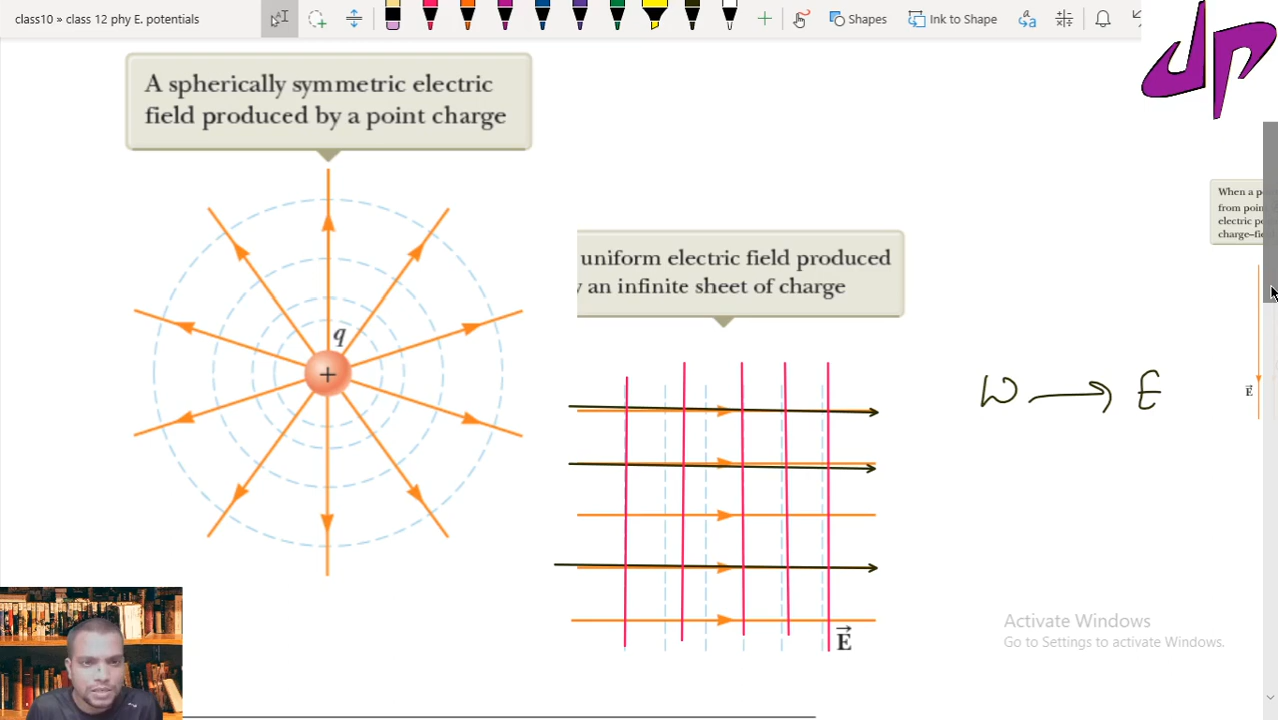 class10 » class 12 phy E. potentials
Shapes
Ink to Shape
A spherically symmetric electric
field produced by a point charge
q
+
uniform electric field produced
an infinite sheet of charge
E
W → E
When a
from poin
electric po
charge–fie
E
Activate Windows
Go to Settings to activate Windows.
JP